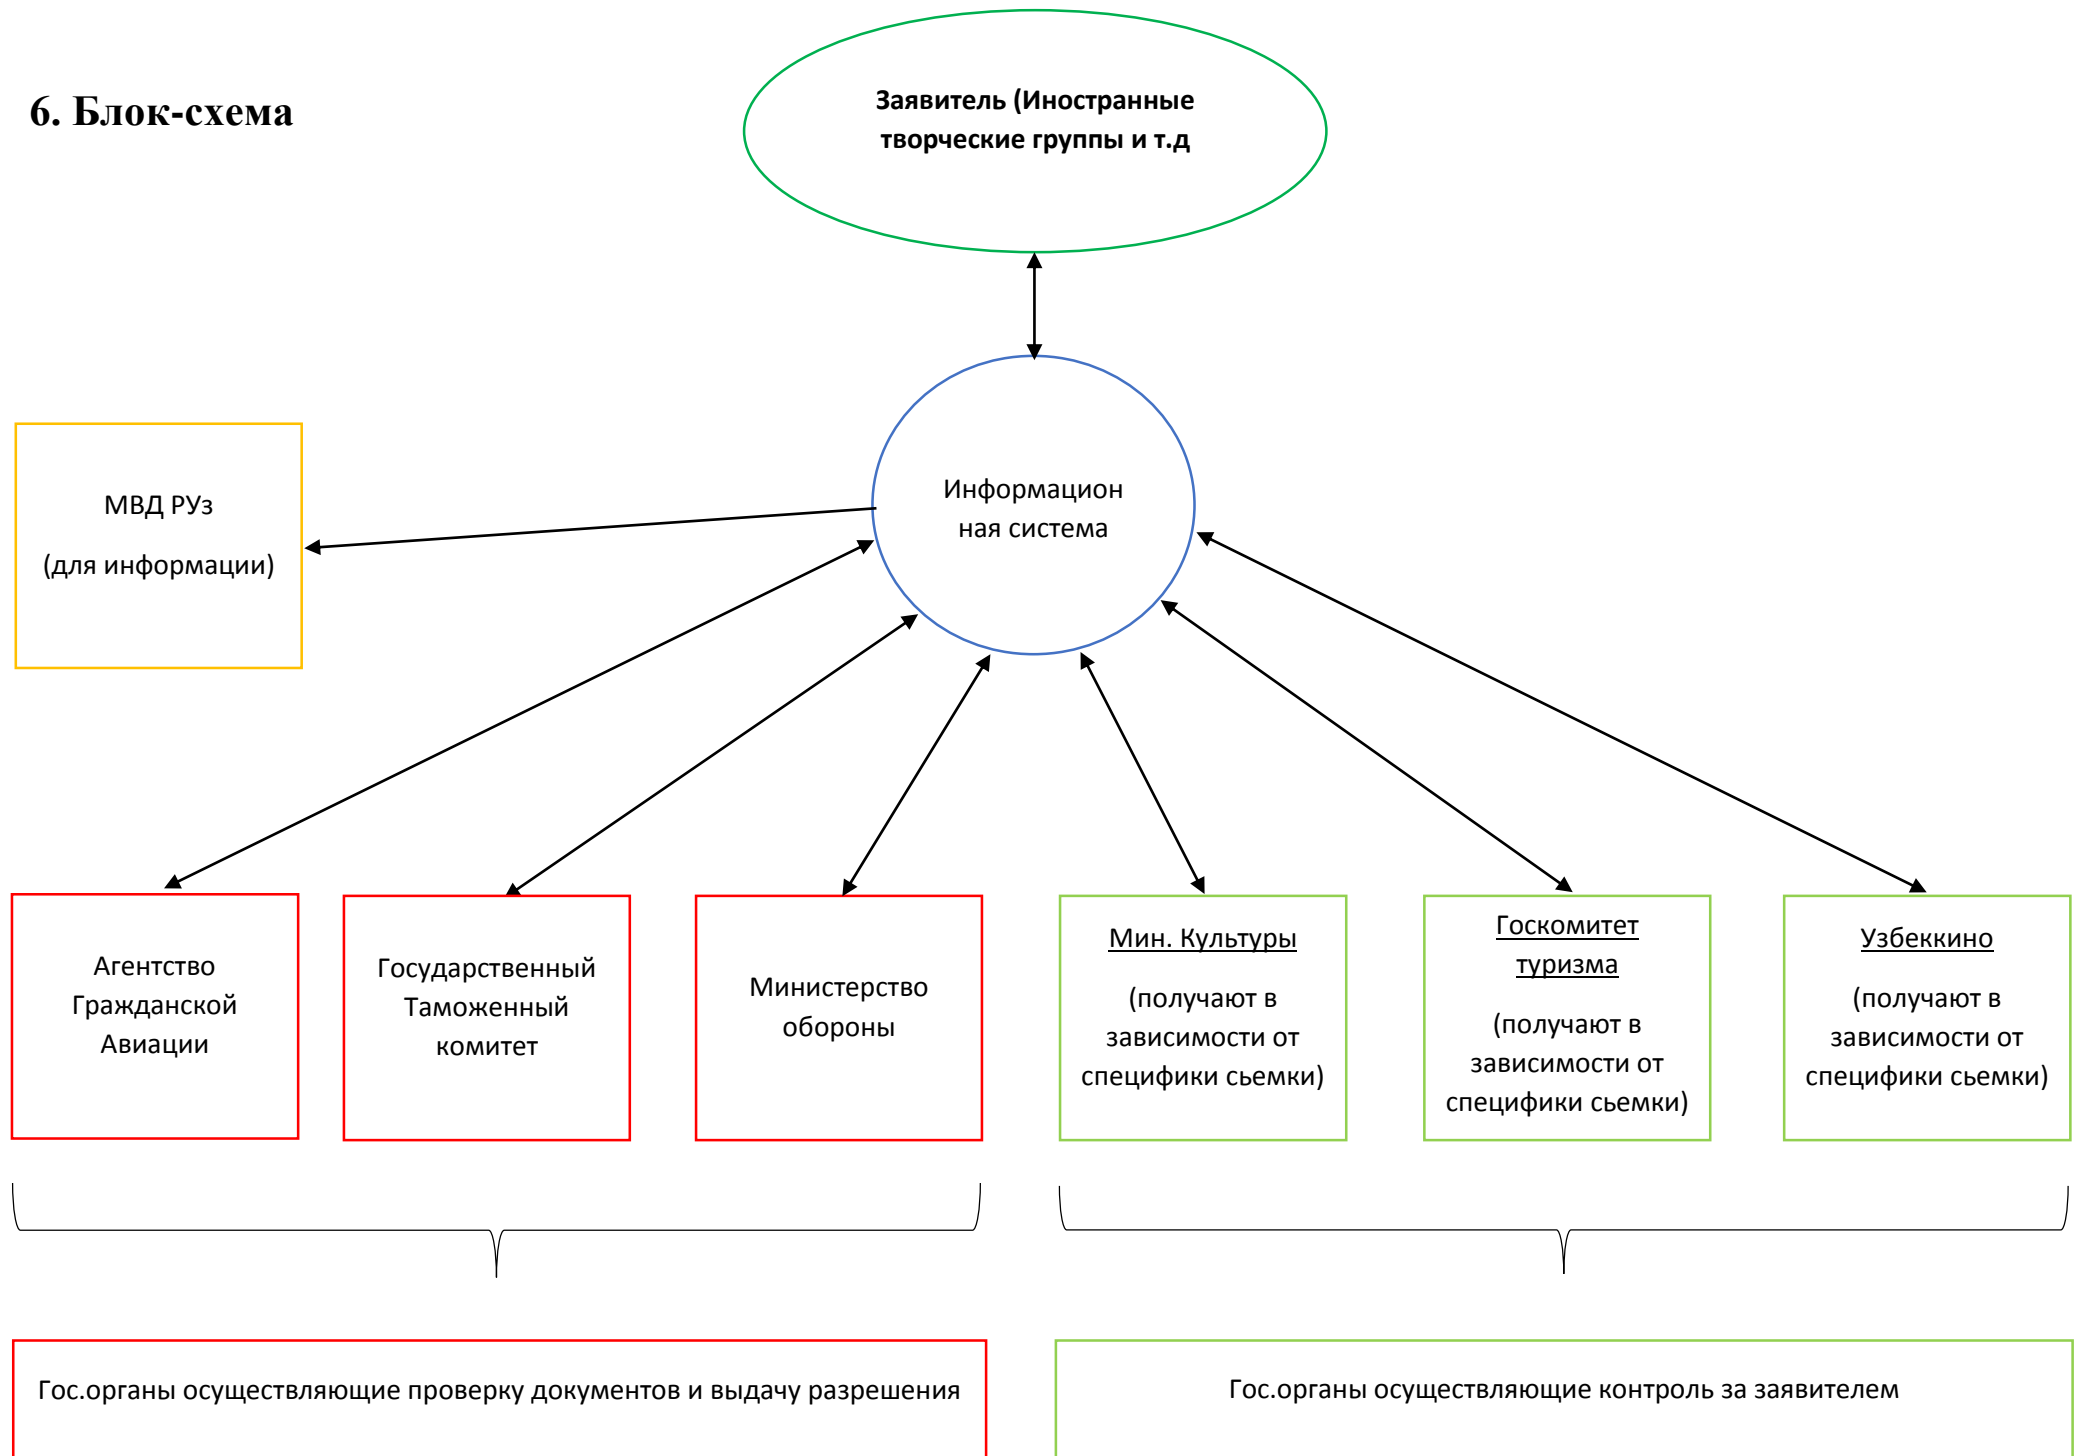 6. Блок-схема
Заявитель (Иностранные
творческие группы и т.д
Информацион
ная система
МВД РУз
(для информации)
Агентство
Гражданской
Авиации
Государственный
Таможенный
комитет
Министерство
обороны
Мин. Культуры
(получают в
зависимости от
специфики сьемки)
Госкомитет
туризма
(получают в
зависимости от
специфики сьемки)
Узбеккино
(получают в
зависимости от
специфики сьемки)
Гос.органы осуществляющие проверку документов и выдачу разрешения
Гос.органы осуществляющие контроль за заявителем